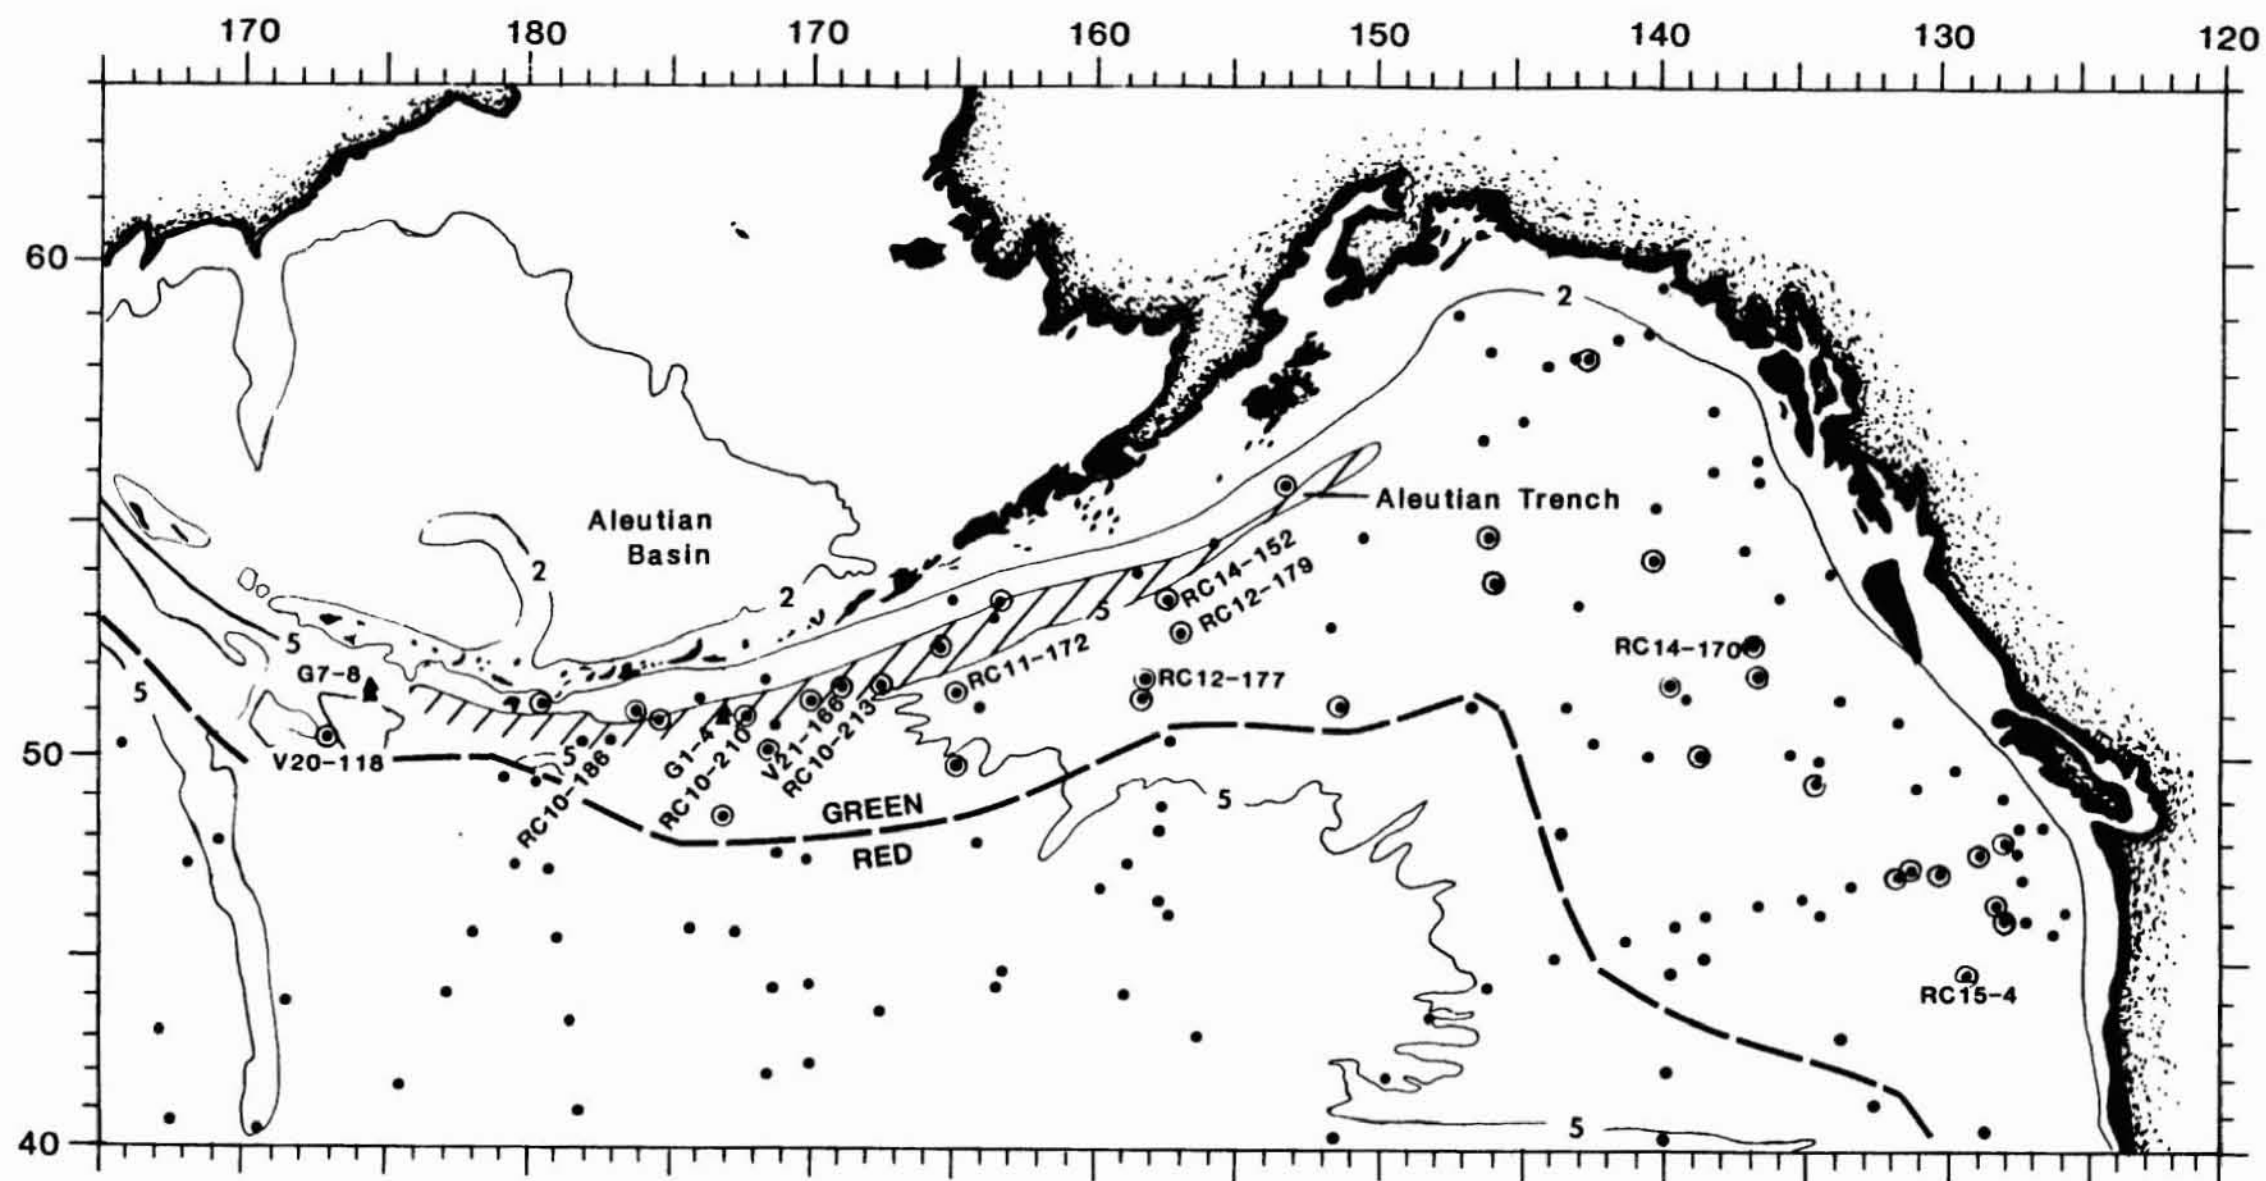 170 180 170 160 150 140 130 120
60
2
Aleutian Trench
Aleutian
Basin
2
2
RC14-152
RC12-179
5
5
RC11-172
RC14-170
G7-8
RC12-177
5
V20-118
50
5
RC10-186
G1-4
RC10-210
V21-166
RC10-213
GREEN
RED
5
RC15-4
5
40